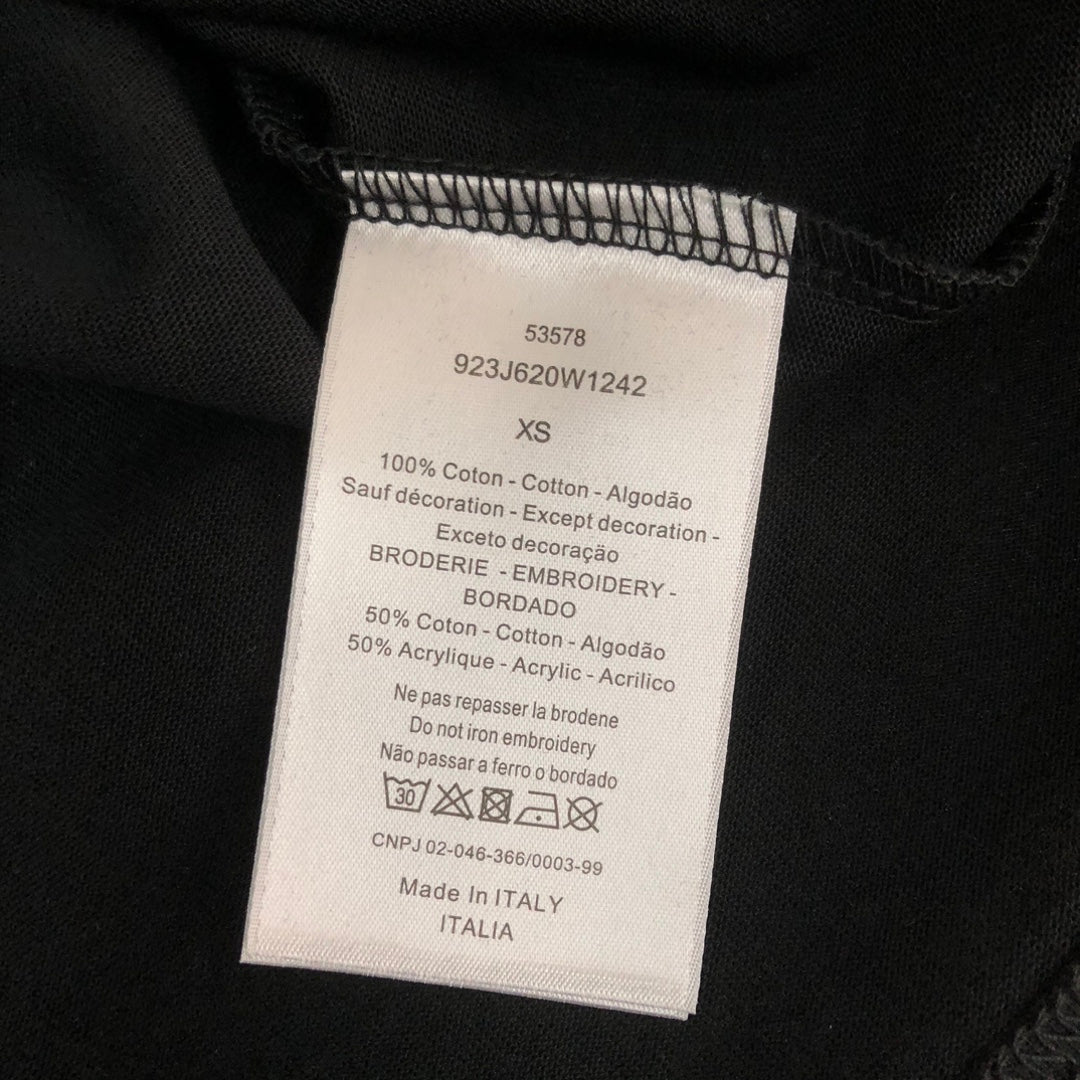 53578
923J620W1242
XS
100% Coton - Cotton - Algodão
Sauf décoration - Except decoration -
Exceto decoração
BRODERIE - EMBROIDERY -
BORDADO
50% Coton - Cotton - Algodão
50% Acrylique - Acrylic - Acrilico
Ne pas repasser la brodene
Do not iron embroidery
Não passar a ferro o bordado
30
CNPJ 02-046-366/0003-99
Made In ITALY
ITALIA